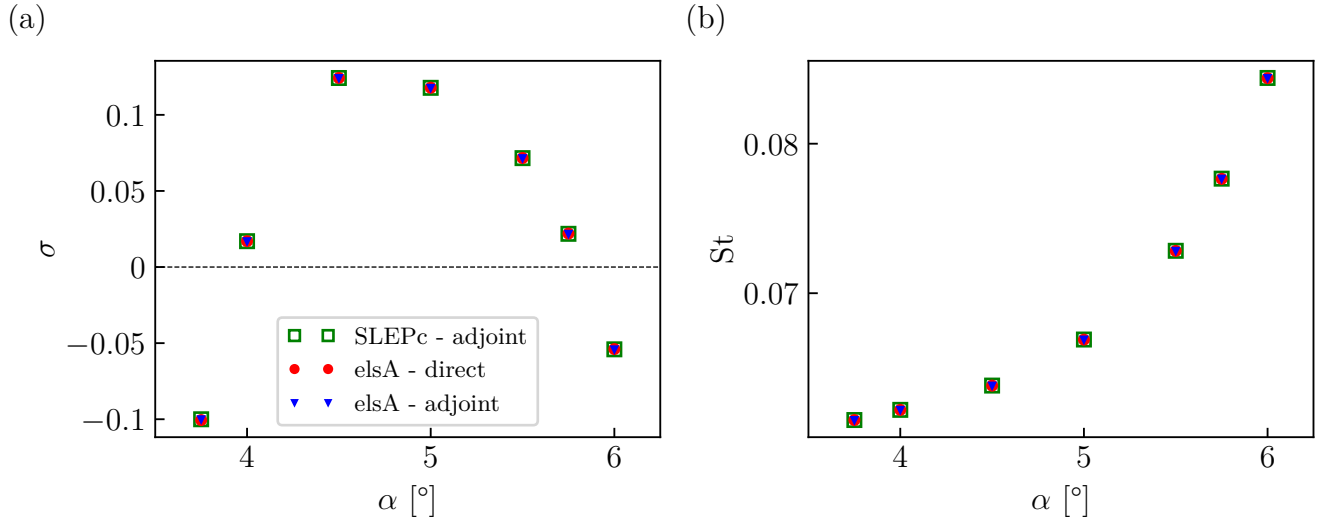 (a)
0.1
0.05
0
−0.05
−0.1
σ
4 5 6
α [°]
SLEPc - adjoint
elsA - direct
elsA - adjoint
(b)
0.08
0.07
St
4 5 6
α [°]